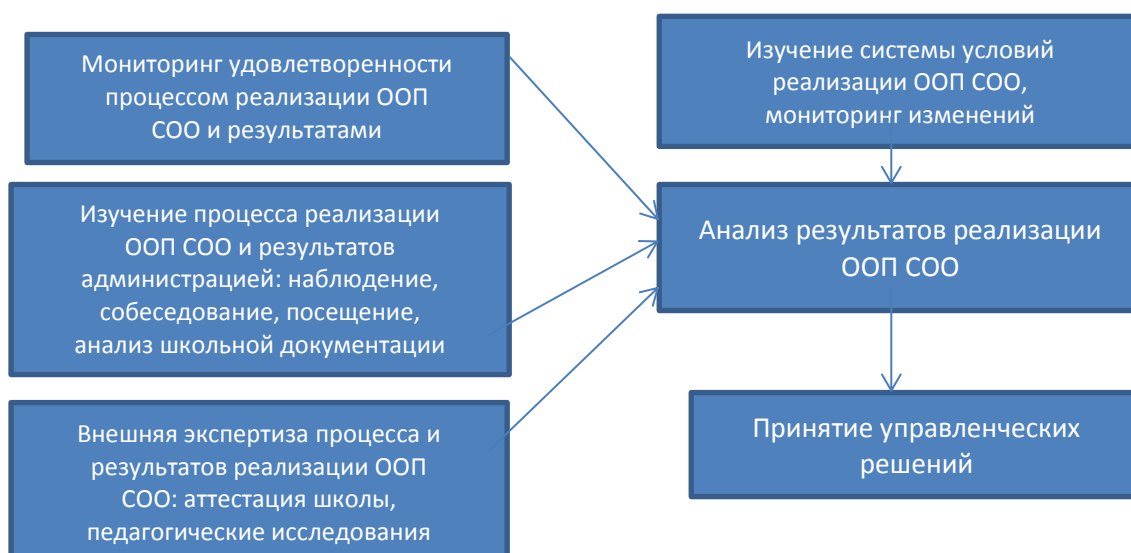 Мониторинг удовлетворенности
процессом реализации ООП
СОО и результатами
Изучение процесса реализации
ООП СОО и результатов
администрацией: наблюдение,
собеседование, посещение,
анализ школьной документации
Внешняя экспертиза процесса и
результатов реализации ООП
СОО: аттестация школы,
педагогические исследования
Изучение системы условий
реализации ООП СОО,
мониторинг изменений
Анализ результатов реализации
ООП СОО
Принятие управленческих
решений